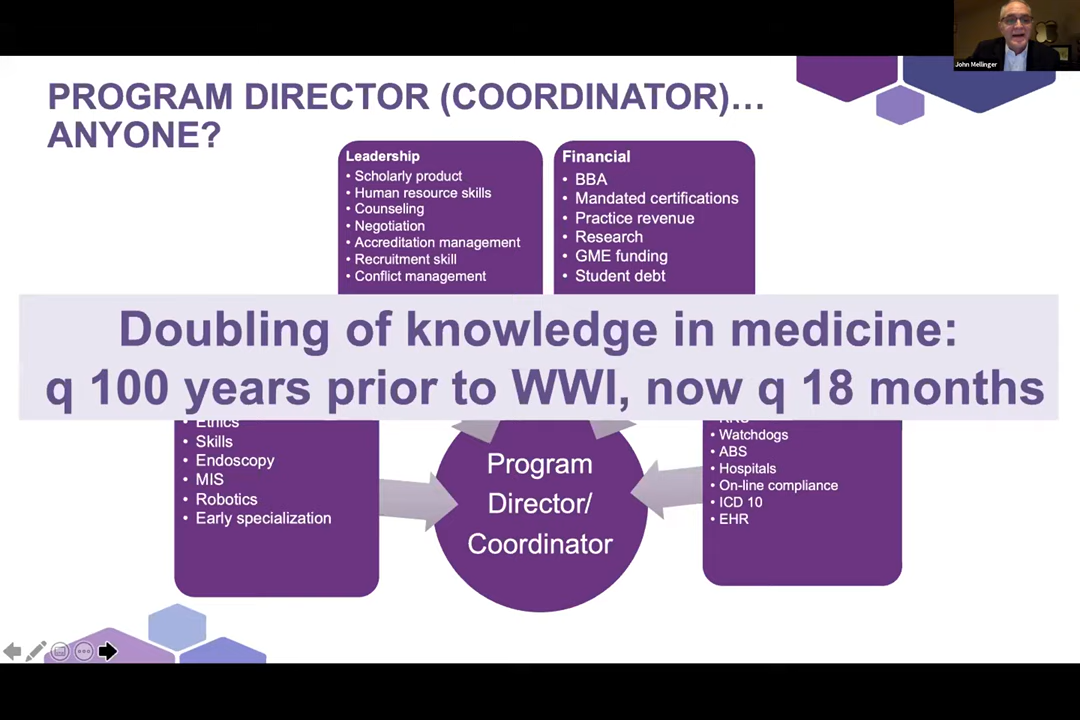 John Mellinger
PROGRAM DIRECTOR (COORDINATOR)…
ANYONE?
Leadership
• Scholarly product
• Human resource skills
• Counseling
• Negotiation
• Accreditation management
• Recruitment skill
• Conflict management
Financial
• BBA
• Mandated certifications
• Practice revenue
• Research
• GME funding
• Student debt
Doubling of knowledge in medicine:
q 100 years prior to WWI, now q 18 months
• Ethics
• Skills
• Endoscopy
• MIS
• Robotics
• Early specialization
Program
Director/
Coordinator
• Watchdogs
• ABS
• Hospitals
• On-line compliance
• ICD 10
• EHR